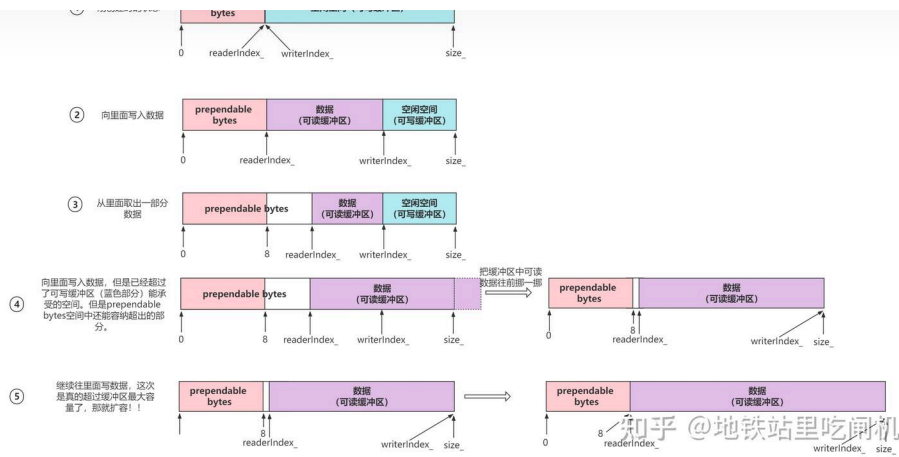 bytes
0
readerIndex_
writerIndex_
size_
②
向里面写入数据
prependable
bytes
数据
(可读缓冲区)
空闲空间
(可写缓冲区)
0
readerIndex_
writerIndex_
size_
③
从里面取出一部分
数据
prependable bytes
数据
(可读缓冲区)
空闲空间
(可写缓冲区)
0
8
readerIndex_
writerIndex_
size_
④
向里面写入数据，但是已经超过
了可写缓冲区（蓝色部分）能承
受的空间。但是prependable
bytes空间中还能容纳超出的部
分。
prependable bytes
数据
(可读缓冲区)
0
8
readerIndex_
writerIndex_
size_
把缓冲区中可读
数据往前挪一挪
prependable
bytes
数据
(可读缓冲区)
0
8
readerIndex_
writerIndex_
size_
⑤
继续往里面写数据，这次
是真的超过缓冲区最大容
量了，那就扩容！！
prependable
bytes
数据
(可读缓冲区)
8
readerIndex_
writerIndex_
size_
prependable
bytes
数据
(可读缓冲区)
0
8
readerIndex_
writerIndex_
size_
知乎 @地铁站里吃闸机